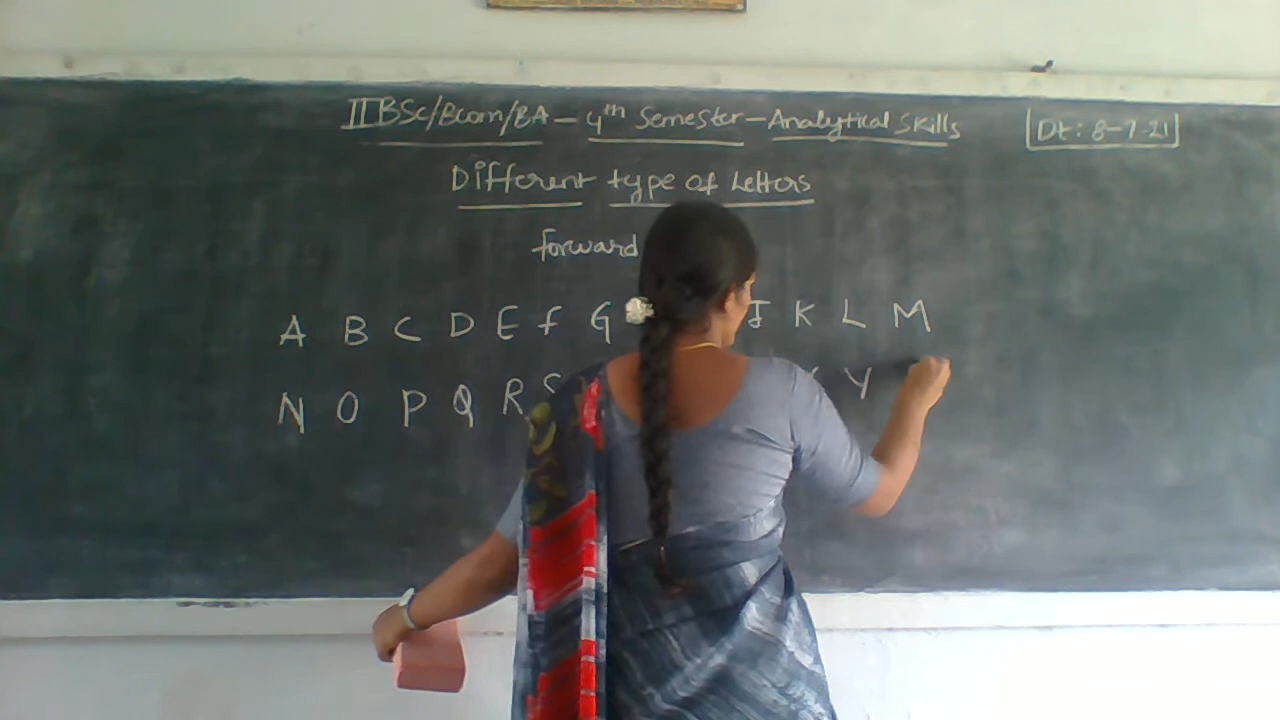 II BSc/Bcom/BA - 4th Semester - Analytical Skills
Dt: 8-7-21
Different type of Letters
forward
A B C D E F G I K L M
N O P Q R S Y